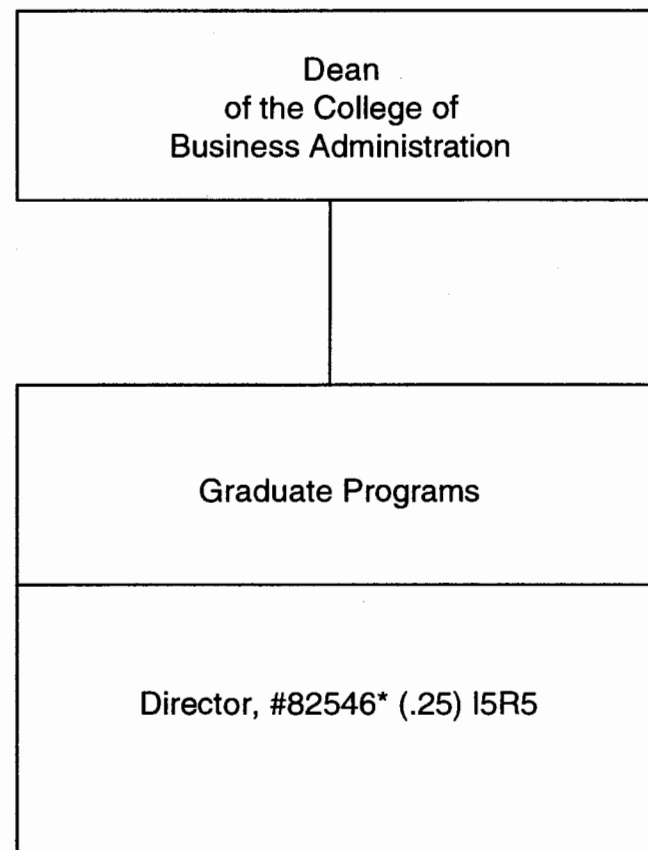 Dean
of the College of
Business Administration
Graduate Programs
Director, #82546* (.25) I5R5